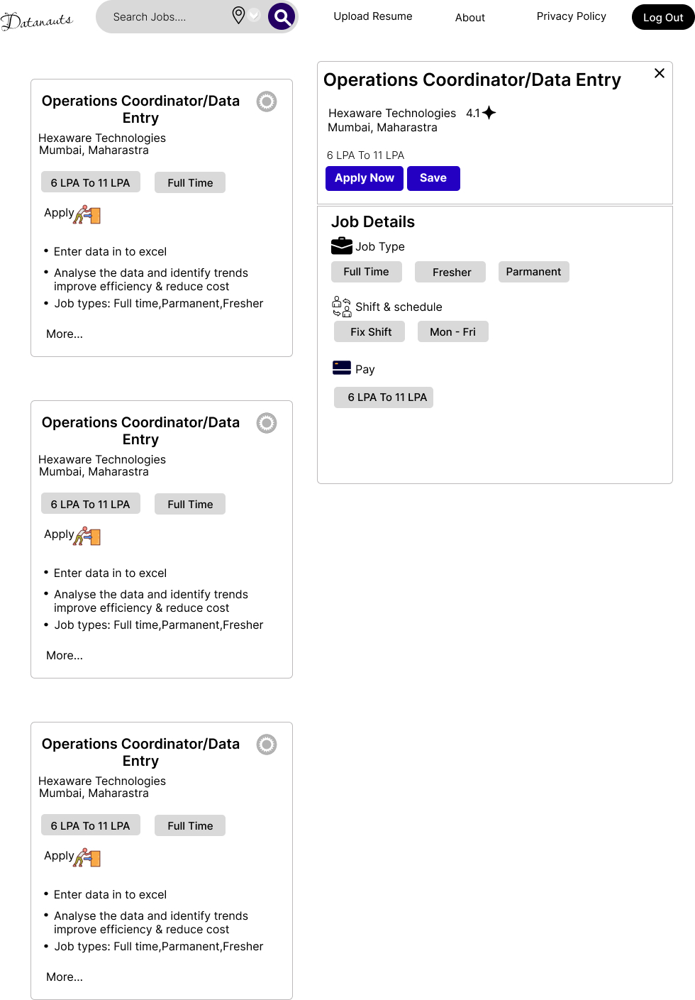 Datanauts
Search Jobs....
Upload Resume
About
Privacy Policy
Log Out
Operations Coordinator/Data
Entry
Hexaware Technologies
Mumbai, Maharastra
6 LPA To 11 LPA
Full Time
Apply
• Enter data in to excel
• Analyse the data and identify trends
improve efficiency & reduce cost
• Job types: Full time,Parmanent,Fresher
More...
Operations Coordinator/Data
Entry
Hexaware Technologies
Mumbai, Maharastra
6 LPA To 11 LPA
Full Time
Apply
• Enter data in to excel
• Analyse the data and identify trends
improve efficiency & reduce cost
• Job types: Full time,Parmanent,Fresher
More...
Operations Coordinator/Data
Entry
Hexaware Technologies
Mumbai, Maharastra
6 LPA To 11 LPA
Full Time
Apply
• Enter data in to excel
• Analyse the data and identify trends
improve efficiency & reduce cost
• Job types: Full time,Parmanent,Fresher
More...
Operations Coordinator/Data Entry
Hexaware Technologies 4.1
Mumbai, Maharastra
6 LPA To 11 LPA
Apply Now
Save
Job Details
Job Type
Full Time
Fresher
Parmanent
Shift & schedule
Fix Shift
Mon - Fri
Pay
6 LPA To 11 LPA